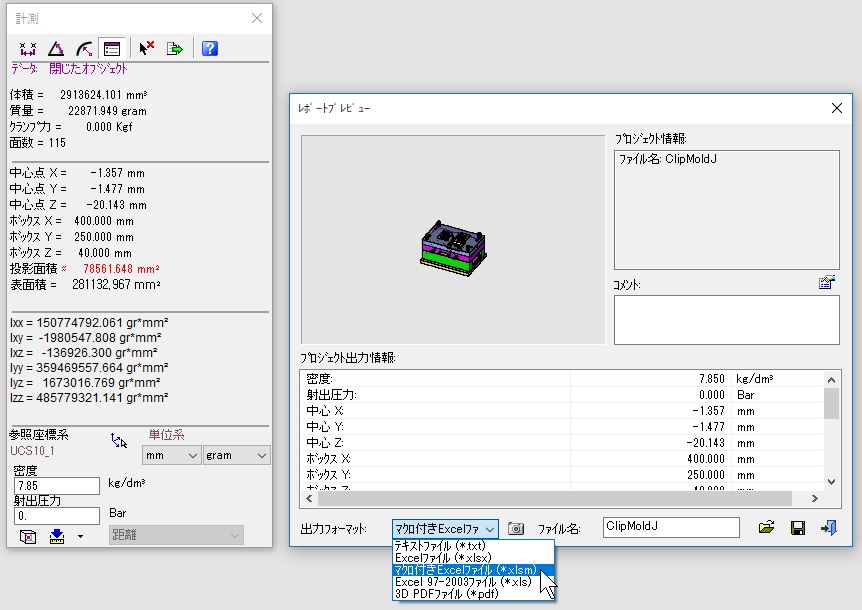 計測
データ: 閉じたオブジェクト
体積 = 2913624.101 mm³
質量 = 22871.949 gram
クランプ力 = 0.000 Kgf
面数 = 115
中心点 X = -1.357 mm
中心点 Y = -1.477 mm
中心点 Z = -20.143 mm
ボックス X = 400.000 mm
ボックス Y = 250.000 mm
ボックス Z = 40.000 mm
投影面積 ≈ 78561.648 mm²
表面積 = 281132,967 mm²
Ixx = 150774792.061 gr*mm²
Ixy = -1980547.808 gr*mm²
Ixz = -136926.300 gr*mm²
Iyy = 359469557.664 gr*mm²
Iyz = 1673016.769 gr*mm²
Izz = 485779321.141 gr*mm²
参照座標系
単位系
UCS10_1
mm
gram
密度
7.85
kg/dm³
射出圧力
0.
Bar
距離
レポートプレビュー
プロジェクト情報:
ファイル名: ClipMoldJ
コメント:
プロジェクト出力情報:
密度: 7.850 kg/dm³
射出圧力: 0.000 Bar
中心 X: -1.357 mm
中心 Y: -1.477 mm
中心 Z: -20.143 mm
ボックス X: 400.000 mm
ボックス Y: 250.000 mm
ボックス Z: 40.000 mm
出力フォーマット:
マクロ付きExcelファ
ファイル名:
ClipMoldJ
テキストファイル (*.txt)
Excelファイル (*.xlsx)
マクロ付きExcelファイル (*.xlsm)
Excel 97-2003ファイル (*.xls)
3D PDFファイル (*.pdf)